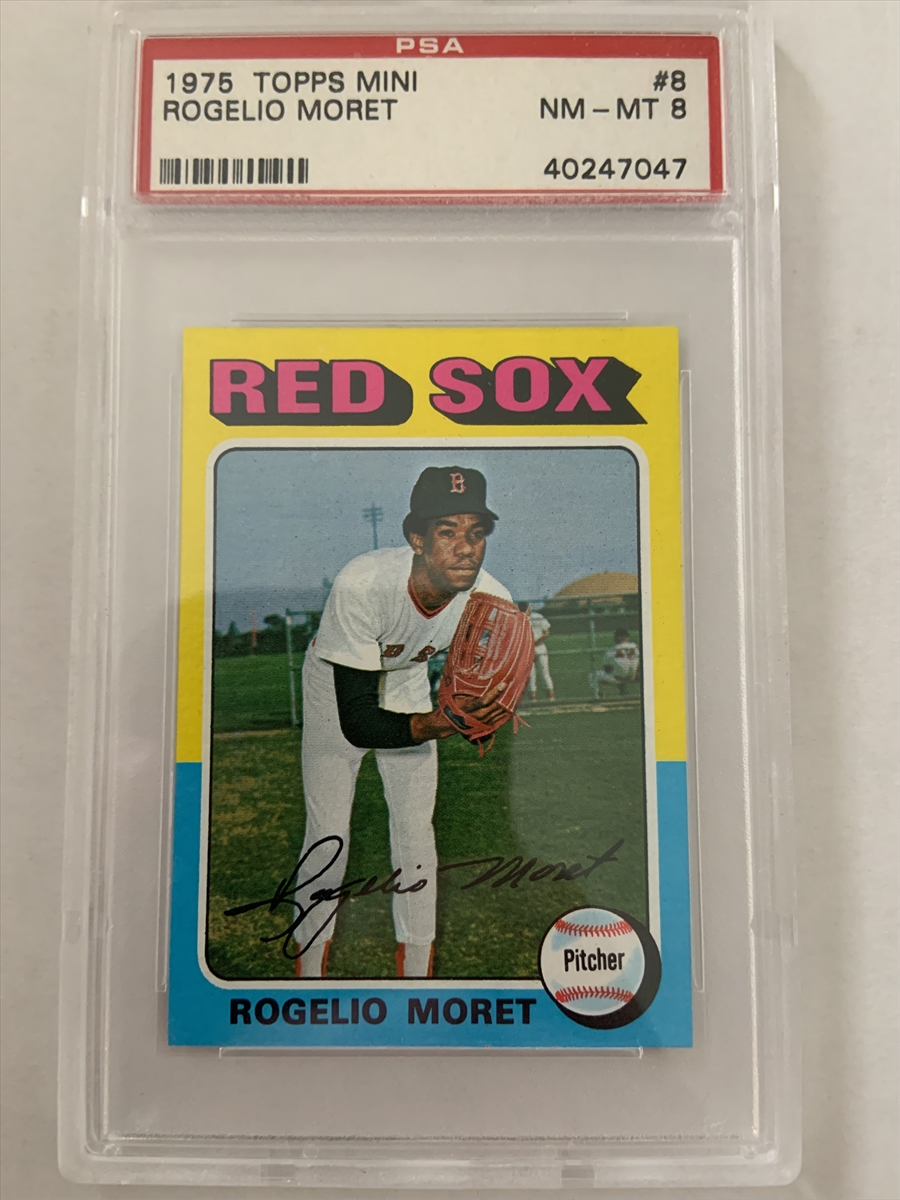 PSA
1975 TOPPS MINI #8
ROGELIO MORET NM-MT 8
40247047
RED SOX
B
Rogelio Moret
Pitcher
ROGELIO MORET